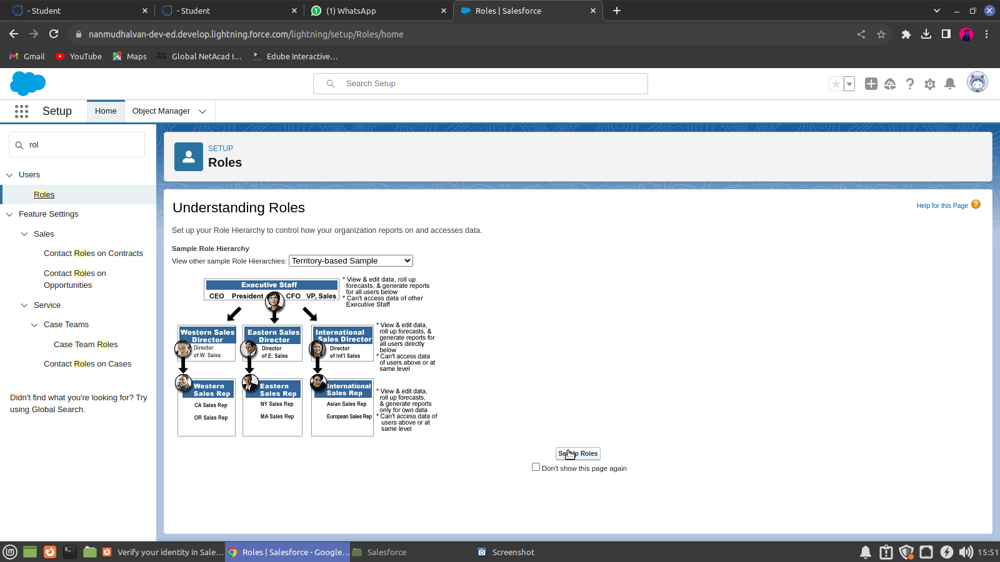 - Student
- Student
(1) WhatsApp
Roles | Salesforce
nanmudhalvan-dev-ed.develop.lightning.force.com/lightning/setup/Roles/home
Gmail
YouTube
Maps
Global NetAcad I...
Edube Interactive...
Search Setup
Setup
Home
Object Manager
rol
Users
Roles
Feature Settings
Sales
Contact Roles on Contracts
Contact Roles on
Opportunities
Service
Case Teams
Case Team Roles
Contact Roles on Cases
Didn't find what you're looking for? Try
using Global Search.
SETUP
Roles
Understanding Roles
Help for this Page ?
Set up your Role Hierarchy to control how your organization reports on and accesses data.
Sample Role Hierarchy
View other sample Role Hierarchies: Territory-based Sample
Executive Staff
CEO President CFO VP, Sales
* View & edit data, roll up
forecasts, & generate reports
for all users below
* Can't access data of other
Executive Staff
Western Sales
Director
Director
of W. Sales
Eastern Sales
Director
Director
of E. Sales
International
Sales Director
Director
of Int'l Sales
* View & edit data,
roll up forecasts, &
generate reports for
all users directly
below
* Can't access data
of users above or at
same level
Western
Sales Rep
CA Sales Rep
OR Sales Rep
Eastern
Sales Rep
NY Sales Rep
MA Sales Rep
International
Sales Rep
Asian Sales Rep
European Sales Rep
* View & edit data,
roll up forecasts,
& generate reports
only for own data
* Can't access data of
users above or at
same level
Set Up Roles
Don't show this page again
Verify your identity in Sale...
Roles | Salesforce - Google...
Salesforce
Screenshot
15:51